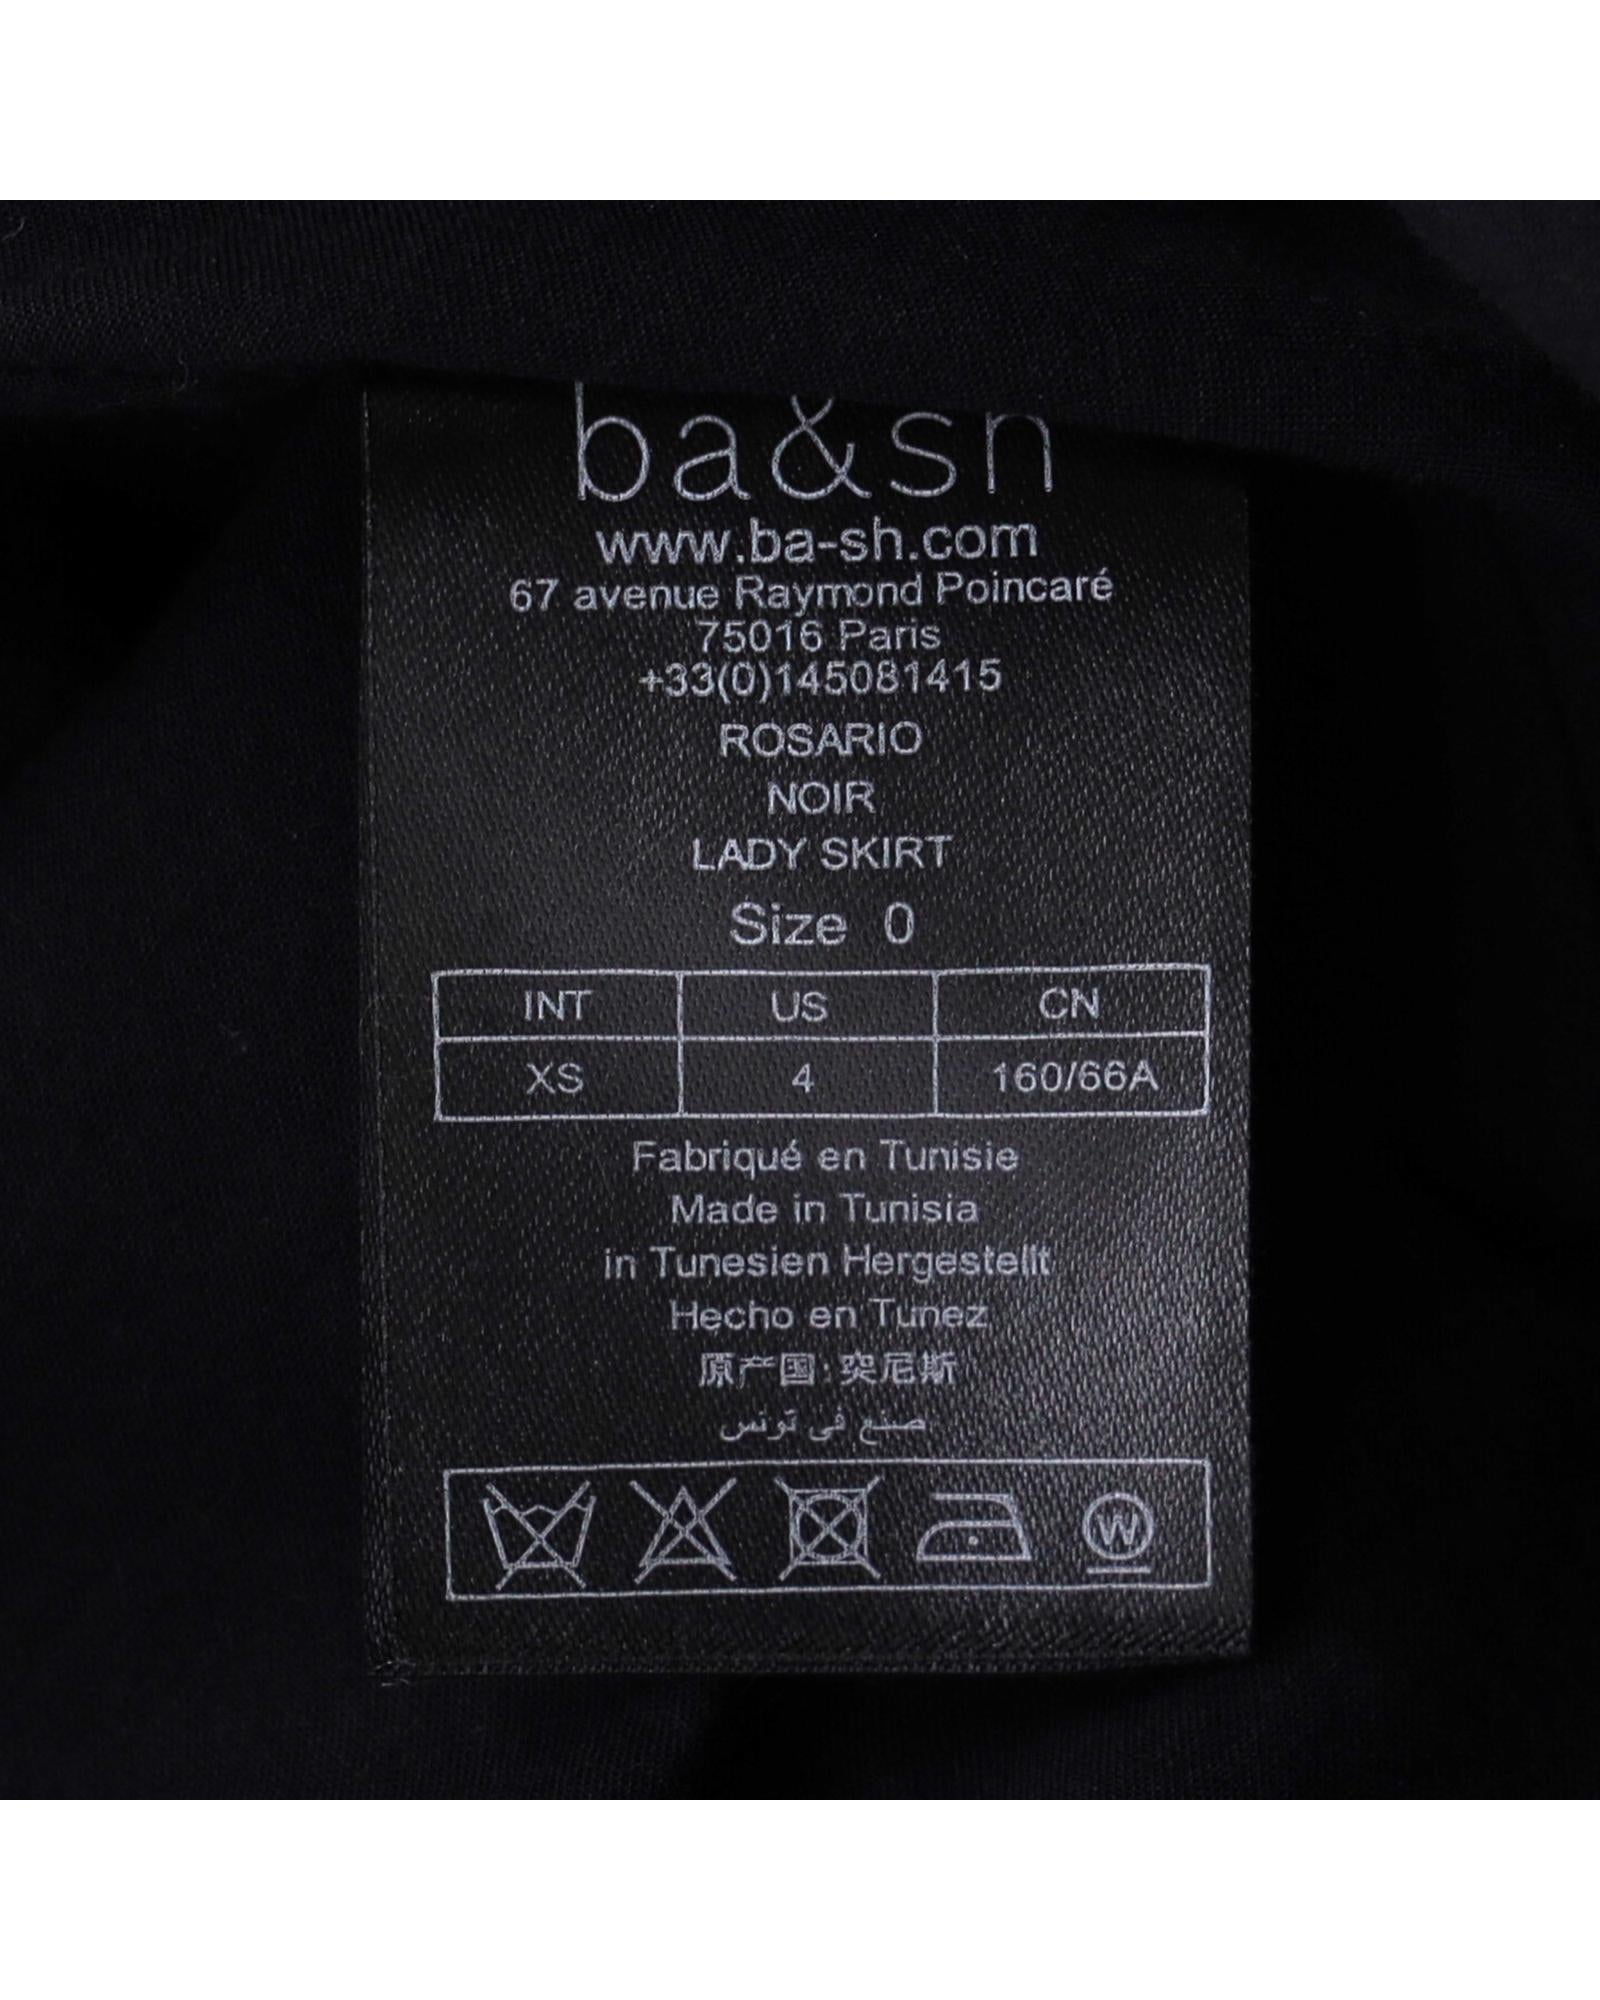 ba&sh
www.ba-sh.com
67 avenue Raymond Poincaré
75016 Paris
+33(0)145081415
ROSARIO
NOIR
LADY SKIRT
Size 0
INT US CN
XS 4 160/66A
Fabriqué en Tunisie
Made in Tunisia
in Tunesien Hergestellt
Hecho en Tunez
原产国:突尼斯
صنع في تونس
W